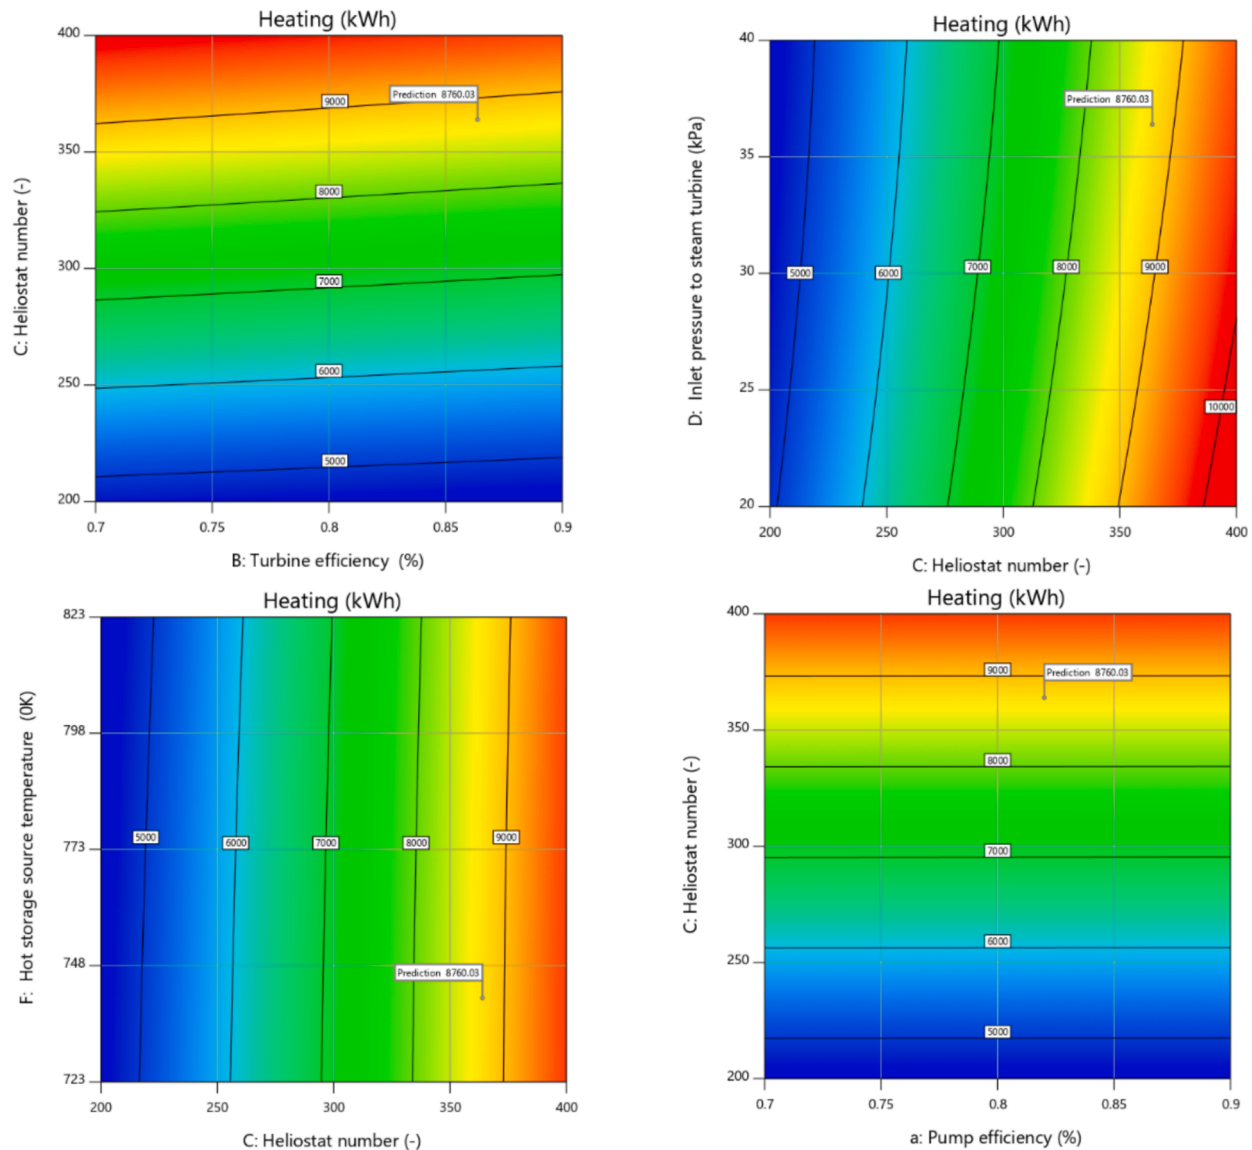 Heating (kWh)
400
350
300
250
200
C: Heliostat number (-)
9000
Prediction 8760.03
8000
7000
6000
5000
0.7 0.75 0.8 0.85 0.9
B: Turbine efficiency (%)
Heating (kWh)
40
35
30
25
20
D: Inlet pressure to steam turbine (kPa)
Prediction 8760.03
5000 6000 7000 8000 9000
10000
200 250 300 350 400
C: Heliostat number (-)
Heating (kWh)
823
798
773
748
723
F: Hot storage source temperature (0K)
5000 6000 7000 8000 9000
Prediction 8760.03
200 250 300 350 400
C: Heliostat number (-)
Heating (kWh)
400
350
300
250
200
C: Heliostat number (-)
9000
Prediction 8760.03
8000
7000
6000
5000
0.7 0.75 0.8 0.85 0.9
a: Pump efficiency (%)